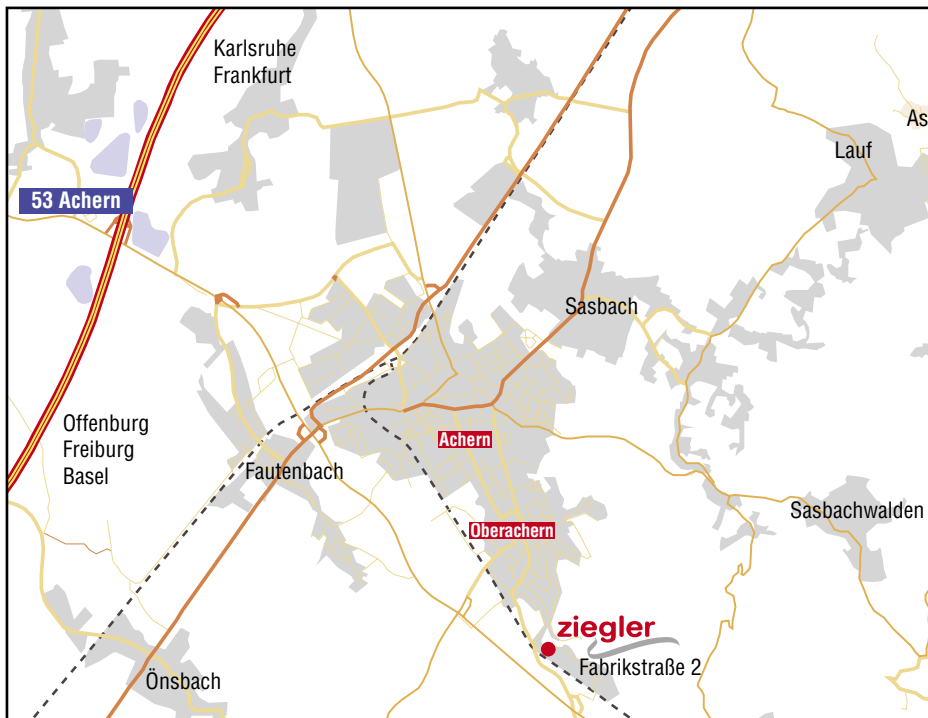 Karlsruhe
Frankfurt
As
Lauf
53 Achern
Sasbach
Offenburg
Freiburg
Basel
Achern
Fautenbach
Sasbachwalden
Oberachern
ziegler
Fabrikstraße 2
Önsbach